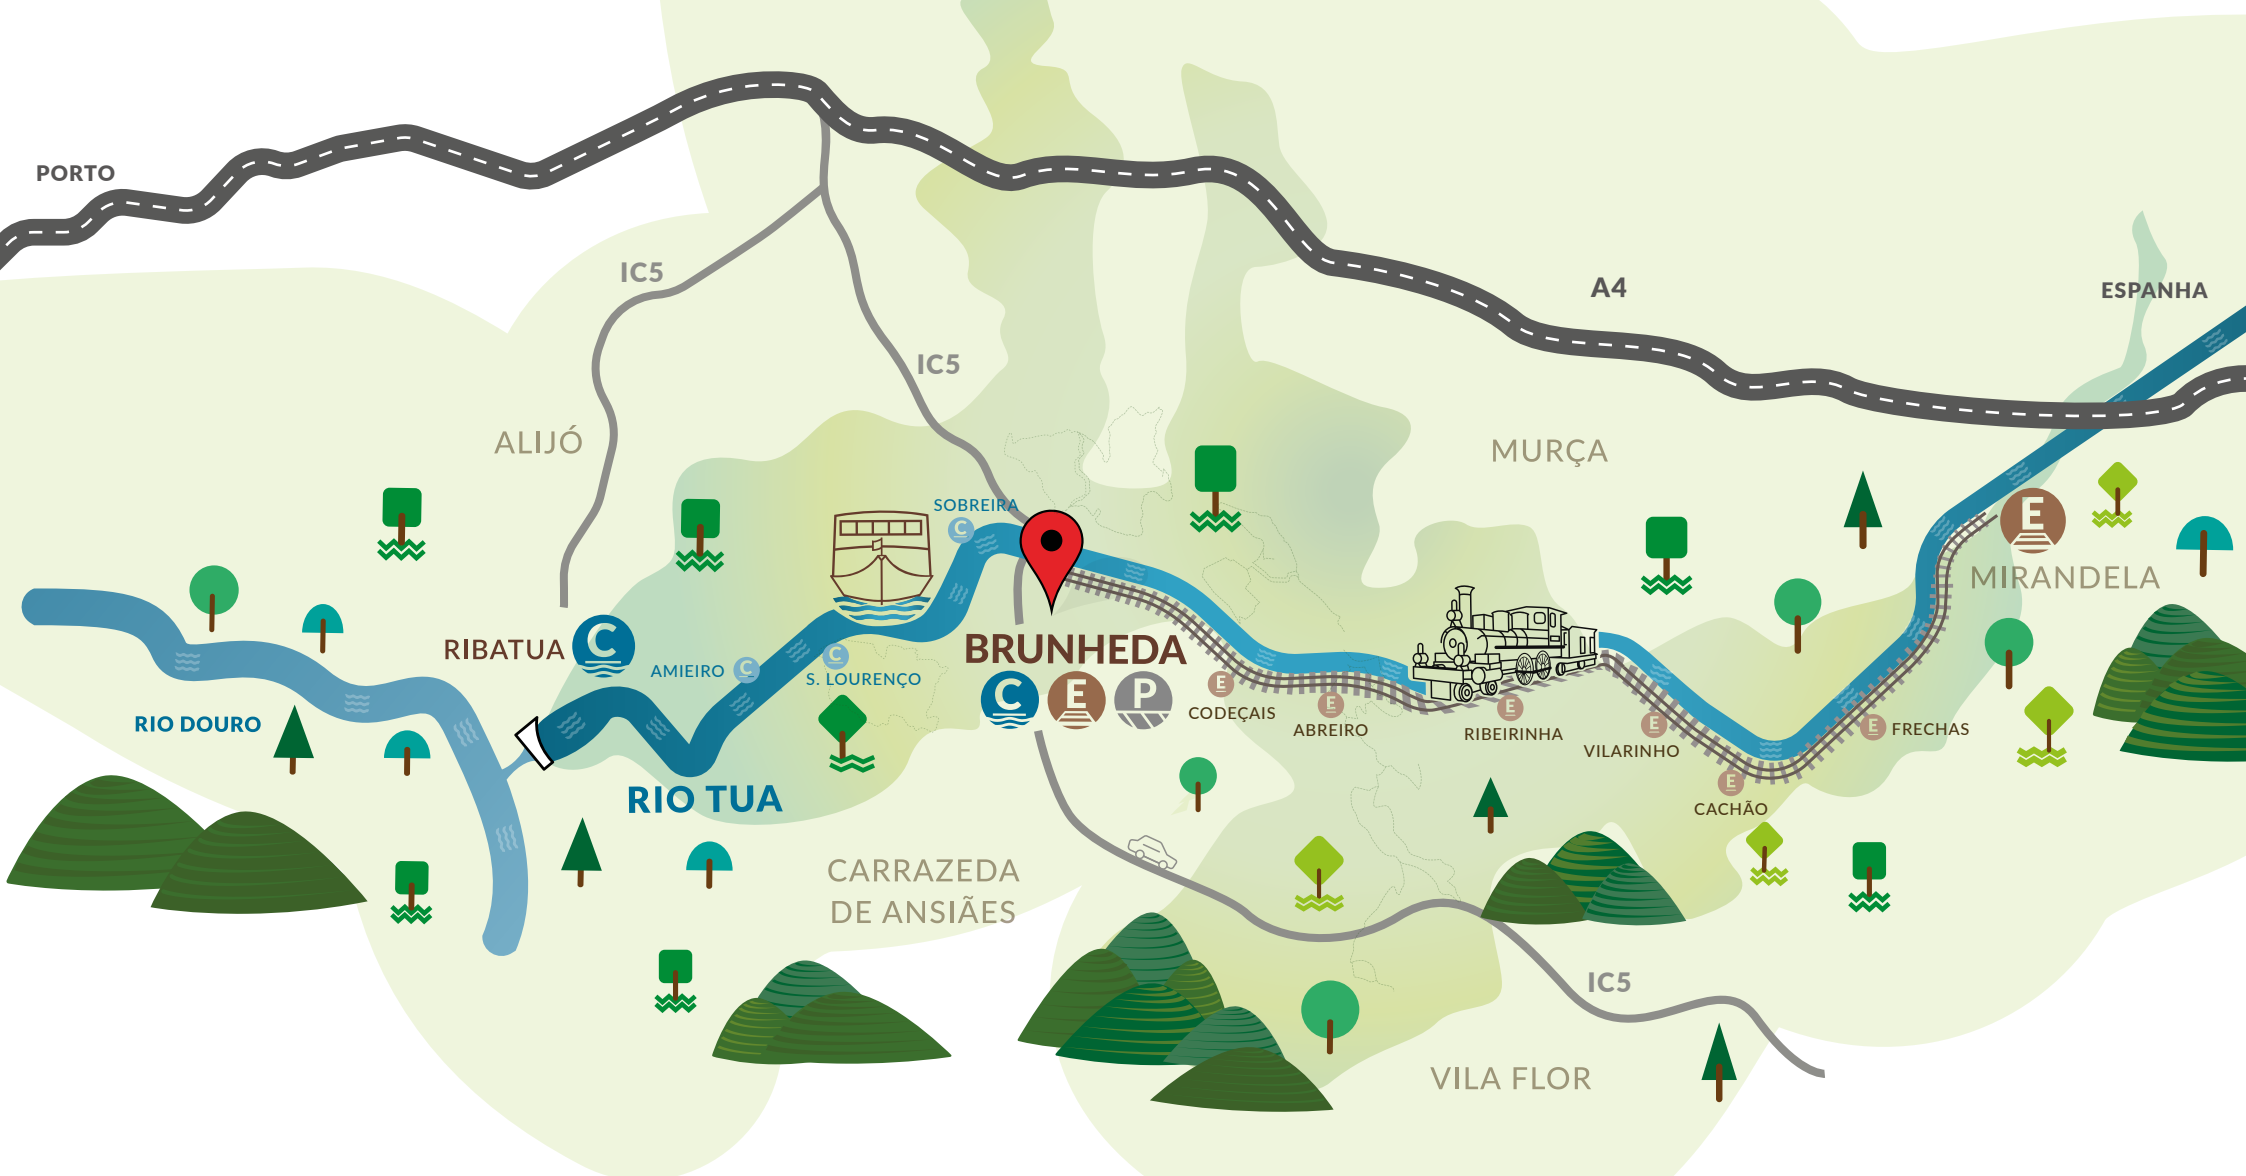 PORTO
IC5
A4
ESPANHA
IC5
ALIJÓ
MURÇA
SOBREIRA
C
E
MIRANDELA
RIBATUA
C
AMIEIRO
C
C
S. LOURENÇO
BRUNHEDA
C
E
P
E
CODEÇAIS
E
ABREIRO
E
RIBEIRINHA
E
VILARINHO
E
FRECHAS
E
CACHÃO
RIO DOURO
RIO TUA
CARRAZEDA
DE ANSIÃES
IC5
VILA FLOR